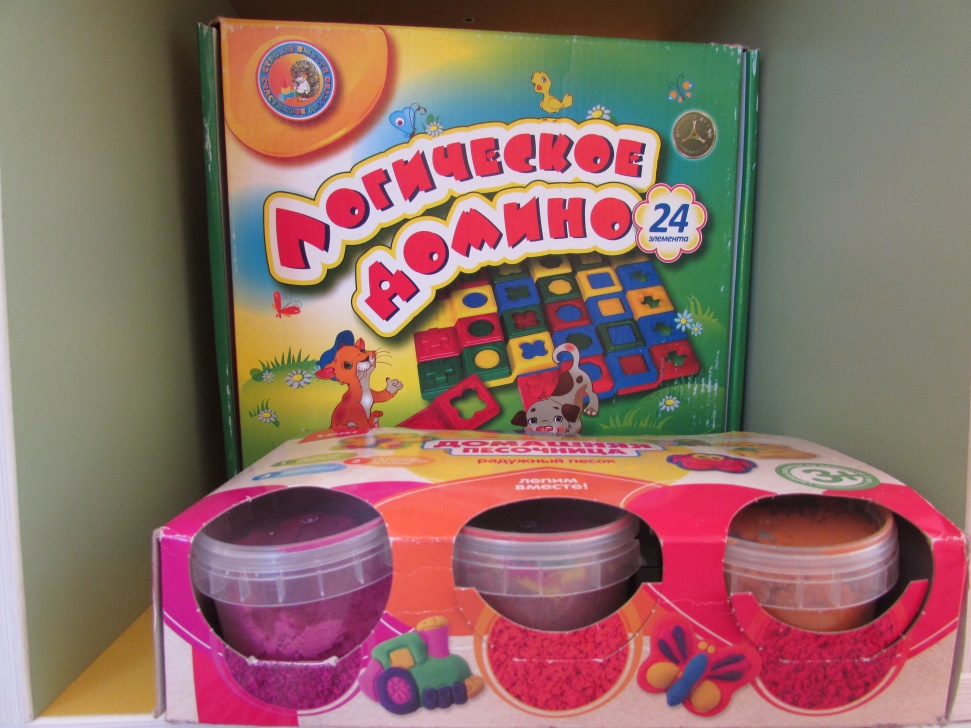 ЛОГИЧЕСКОЕ
ДОМИНО
24
элемента
ДОМАШНЯЯ
ПЕСОЧНИЦА
радужный песок
лепим
вместе!
3+